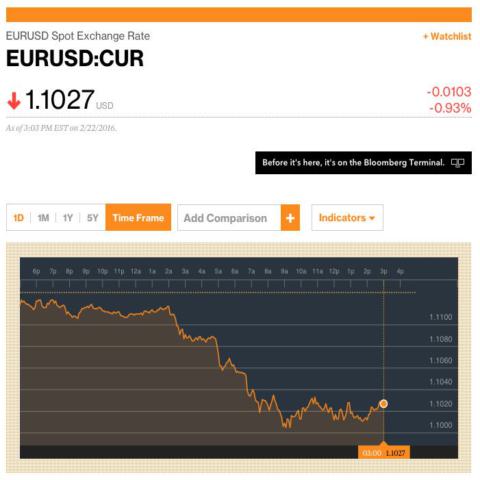 EURUSD Spot Exchange Rate
+ Watchlist
EURUSD:CUR
1.1027 USD
-0.0103
-0.93%
As of 3:03 PM EST on 2/22/2016.
Before it's here, it's on the Bloomberg Terminal.
1D 1M 1Y 5Y Time Frame Add Comparison + Indicators
6p 7p 8p 9p 10p 11p 12a 1a 2a 3a 4a 5a 6a 7a 8a 9a 10a 11a 12p 1p 2p 3p 4p
1.1100
1.1080
1.1060
1.1040
1.1020
1.1000
03:00 1.1027